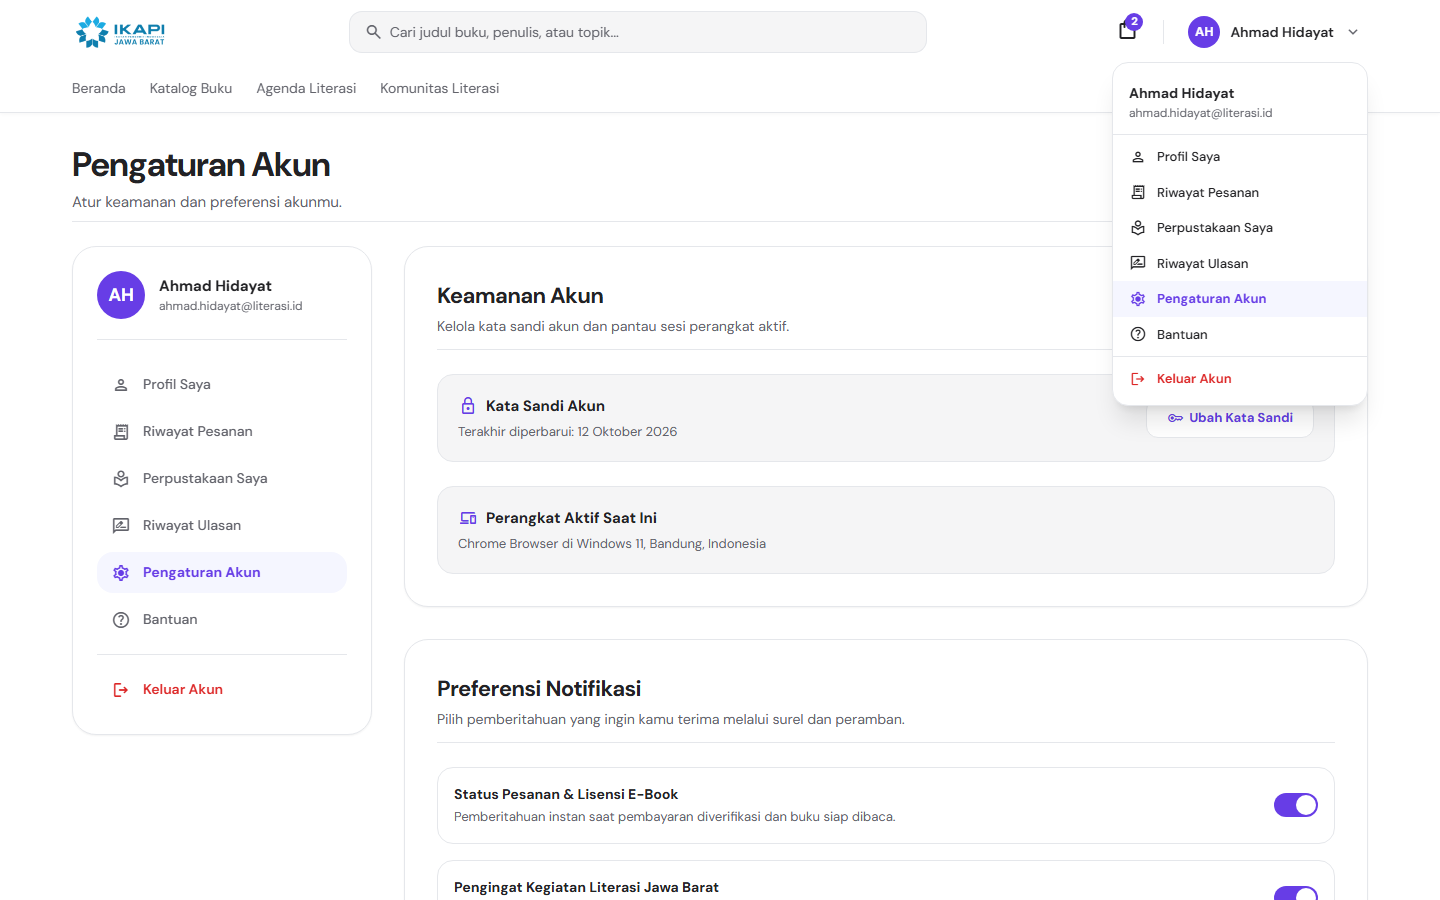 IKAPI
JAWA BARAT
Cari judul buku, penulis, atau topik...
2
AH
Ahmad Hidayat
Beranda
Katalog Buku
Agenda Literasi
Komunitas Literasi
Ahmad Hidayat
ahmad.hidayat@literasi.id
Profil Saya
Riwayat Pesanan
Perpustakaan Saya
Riwayat Ulasan
Pengaturan Akun
Bantuan
Keluar Akun
Pengaturan Akun
Atur keamanan dan preferensi akunmu.
AH
Ahmad Hidayat
ahmad.hidayat@literasi.id
Profil Saya
Riwayat Pesanan
Perpustakaan Saya
Riwayat Ulasan
Pengaturan Akun
Bantuan
Keluar Akun
Keamanan Akun
Kelola kata sandi akun dan pantau sesi perangkat aktif.
Kata Sandi Akun
Terakhir diperbarui: 12 Oktober 2026
Ubah Kata Sandi
Perangkat Aktif Saat Ini
Chrome Browser di Windows 11, Bandung, Indonesia
Preferensi Notifikasi
Pilih pemberitahuan yang ingin kamu terima melalui surel dan peramban.
Status Pesanan & Lisensi E-Book
Pemberitahuan instan saat pembayaran diverifikasi dan buku siap dibaca.
Pengingat Kegiatan Literasi Jawa Barat